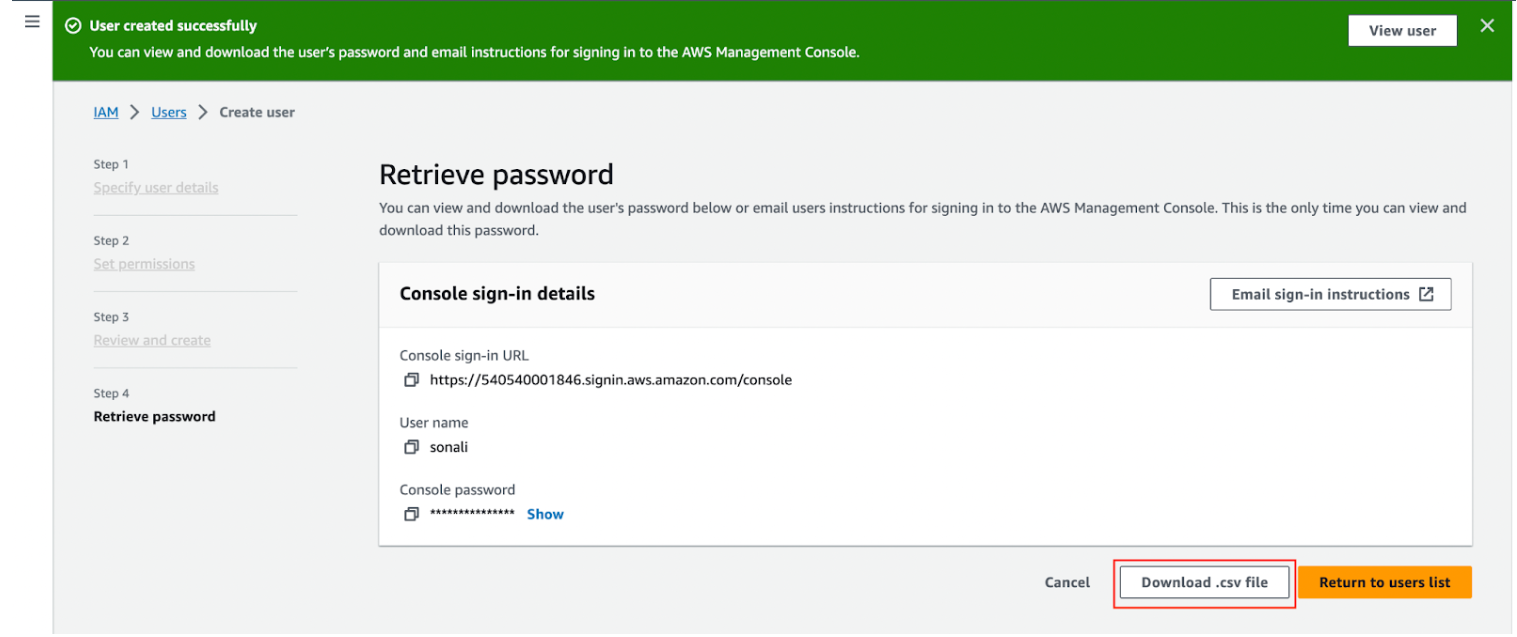 User created successfully
View user
You can view and download the user's password and email instructions for signing in to the AWS Management Console.
IAM > Users > Create user
Step 1
Specify user details
Step 2
Set permissions
Step 3
Review and create
Step 4
Retrieve password
Retrieve password
You can view and download the user's password below or email users instructions for signing in to the AWS Management Console. This is the only time you can view and
download this password.
Console sign-in details
Email sign-in instructions
Console sign-in URL
https://540540001846.signin.aws.amazon.com/console
User name
sonali
Console password
*************** Show
Cancel
Download .csv file
Return to users list